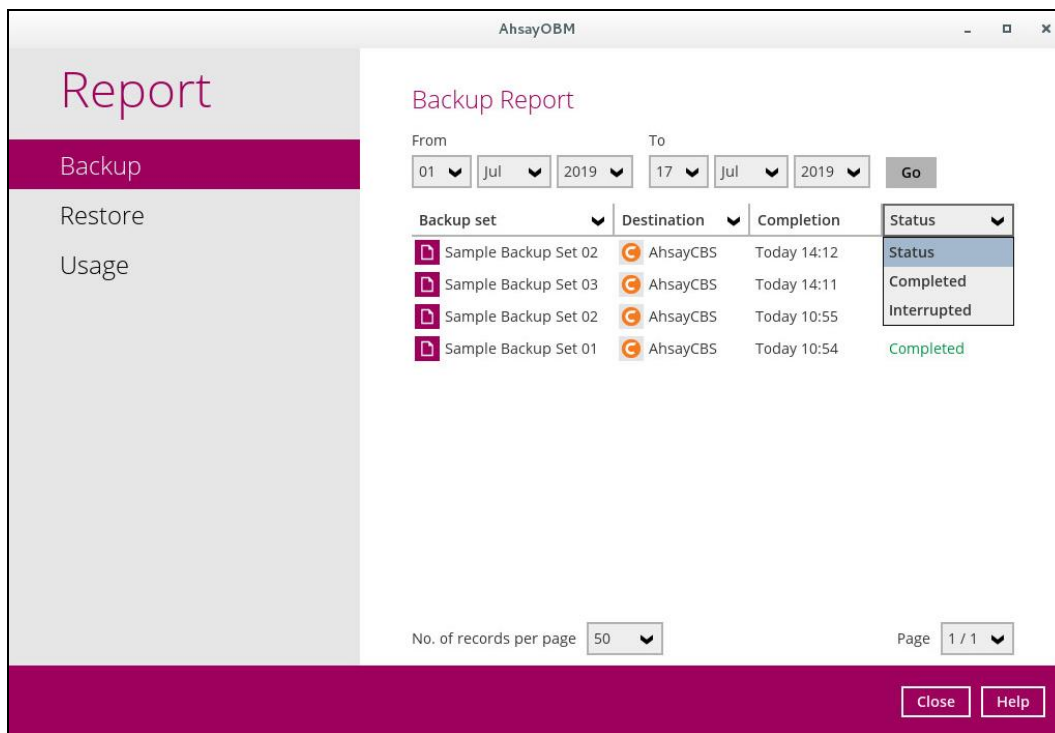 AhsayOBM
Report
Backup
Restore
Usage
Backup Report
From To
01 Jul 2019 17 Jul 2019 Go
Backup set Destination Completion Status
Sample Backup Set 02 AhsayCBS Today 14:12 Status
Sample Backup Set 03 AhsayCBS Today 14:11 Completed
Sample Backup Set 02 AhsayCBS Today 10:55 Interrupted
Sample Backup Set 01 AhsayCBS Today 10:54 Completed
No. of records per page 50 Page 1 / 1
Close Help